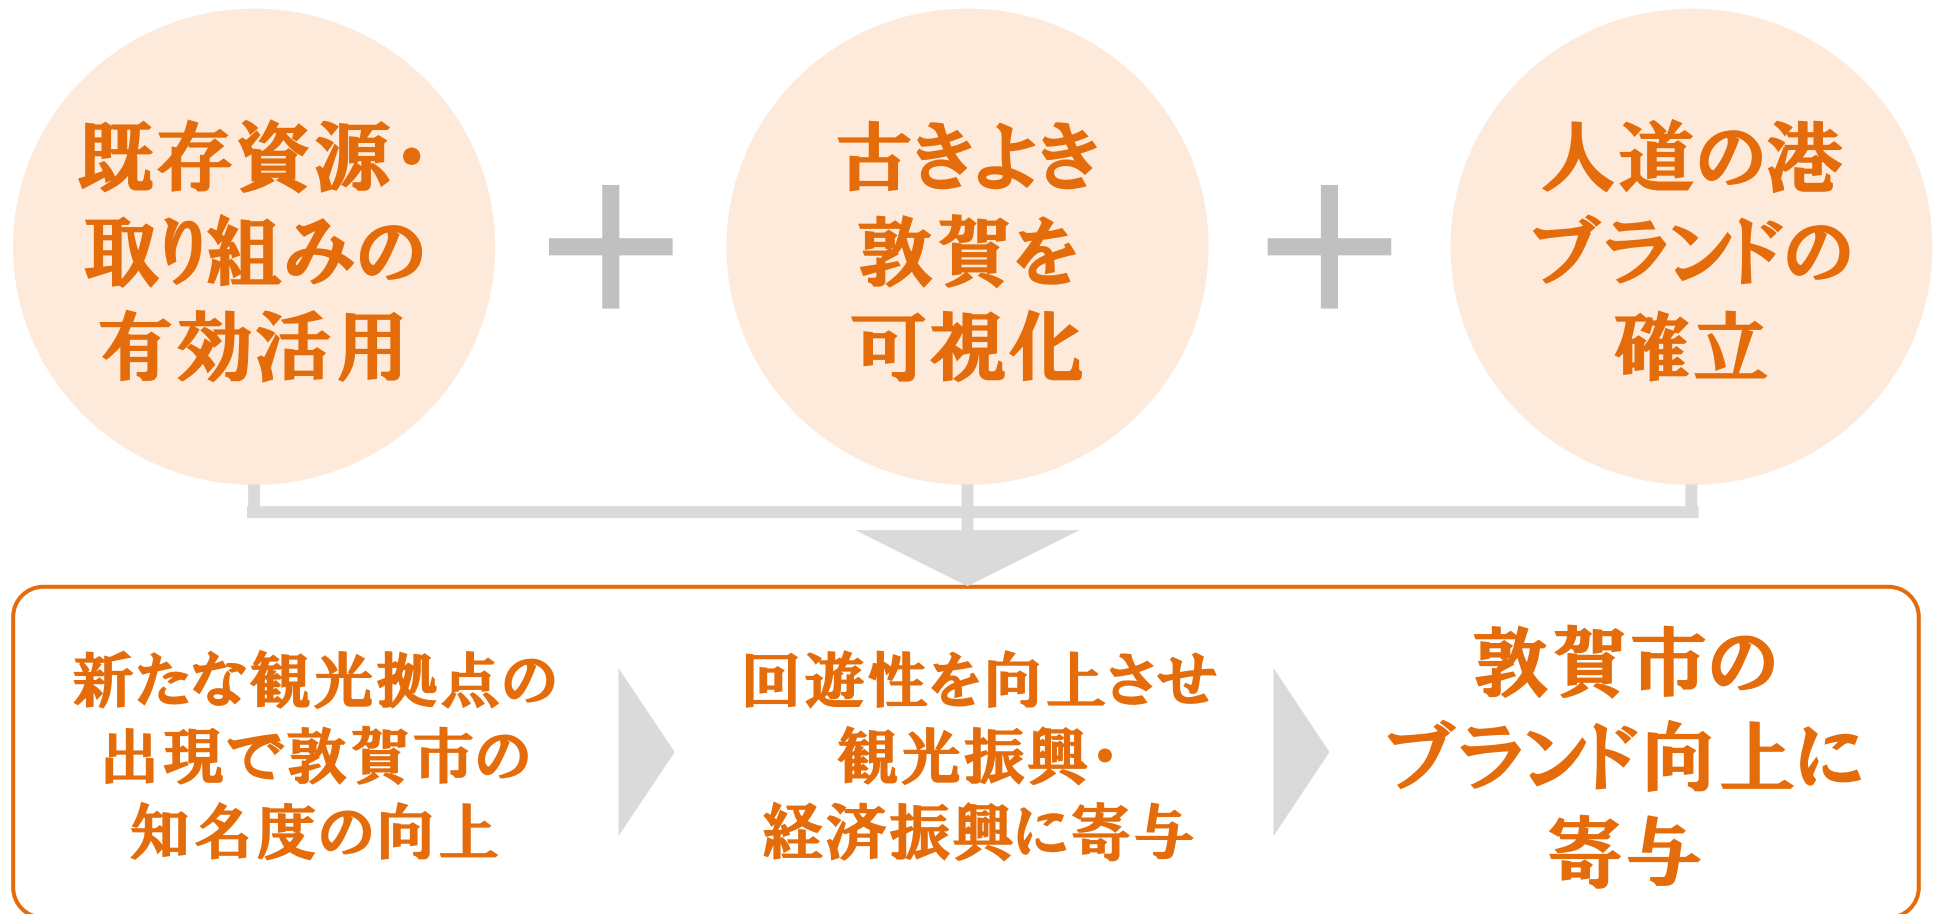 既存資源・
取り組みの
有効活用
古きよき
敦賀を
可視化
人道の港
ブランドの
確立
新たな観光拠点の
出現で敦賀市の
知名度の向上
回遊性を向上させ
観光振興・
経済振興に寄与
敦賀市の
ブランド向上に
寄与